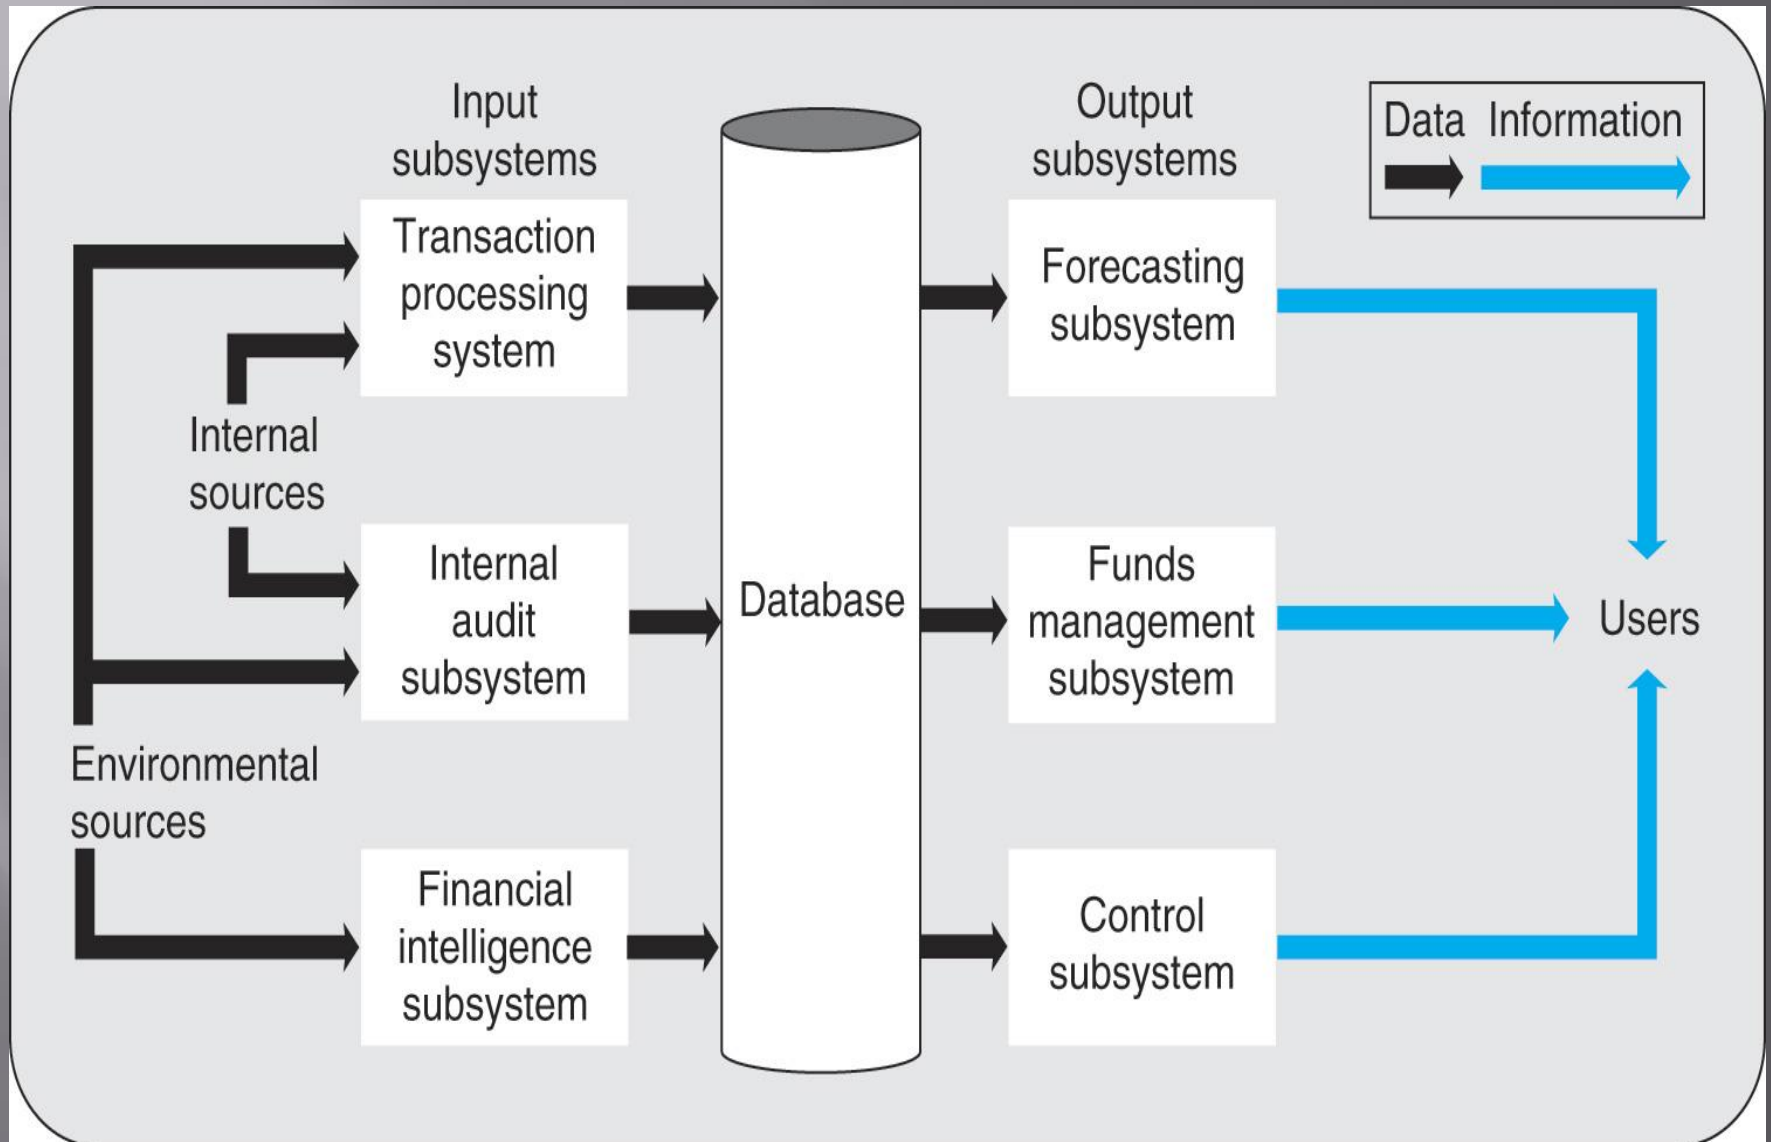 Input
subsystems
Output
subsystems
Data Information
Transaction
processing
system
Forecasting
subsystem
Internal
sources
Internal
audit
subsystem
Database
Funds
management
subsystem
Users
Environmental
sources
Financial
intelligence
subsystem
Control
subsystem